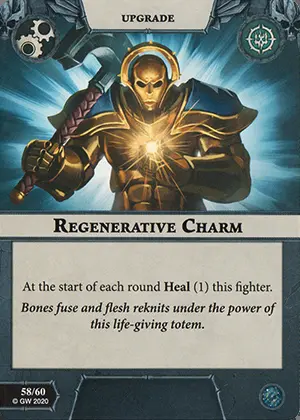 UPGRADE
REGENERATIVE CHARM
At the start of each round Heal (1) this fighter.
Bones fuse and flesh reknits under the power of
this life-giving totem.
58/60
© GW 2020